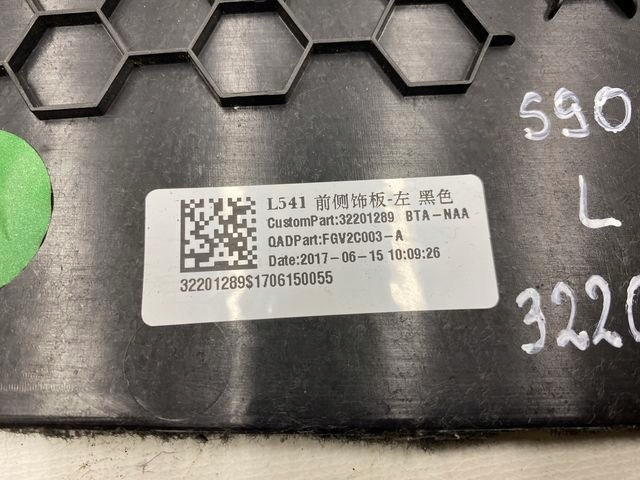 L541 前侧饰板-左 黑色
CustomPart:32201289 BTA-NAA
QADPart:FGV2C003-A
Date:2017-06-15 10:09:26
32201289$1706150055
S90
L
3220